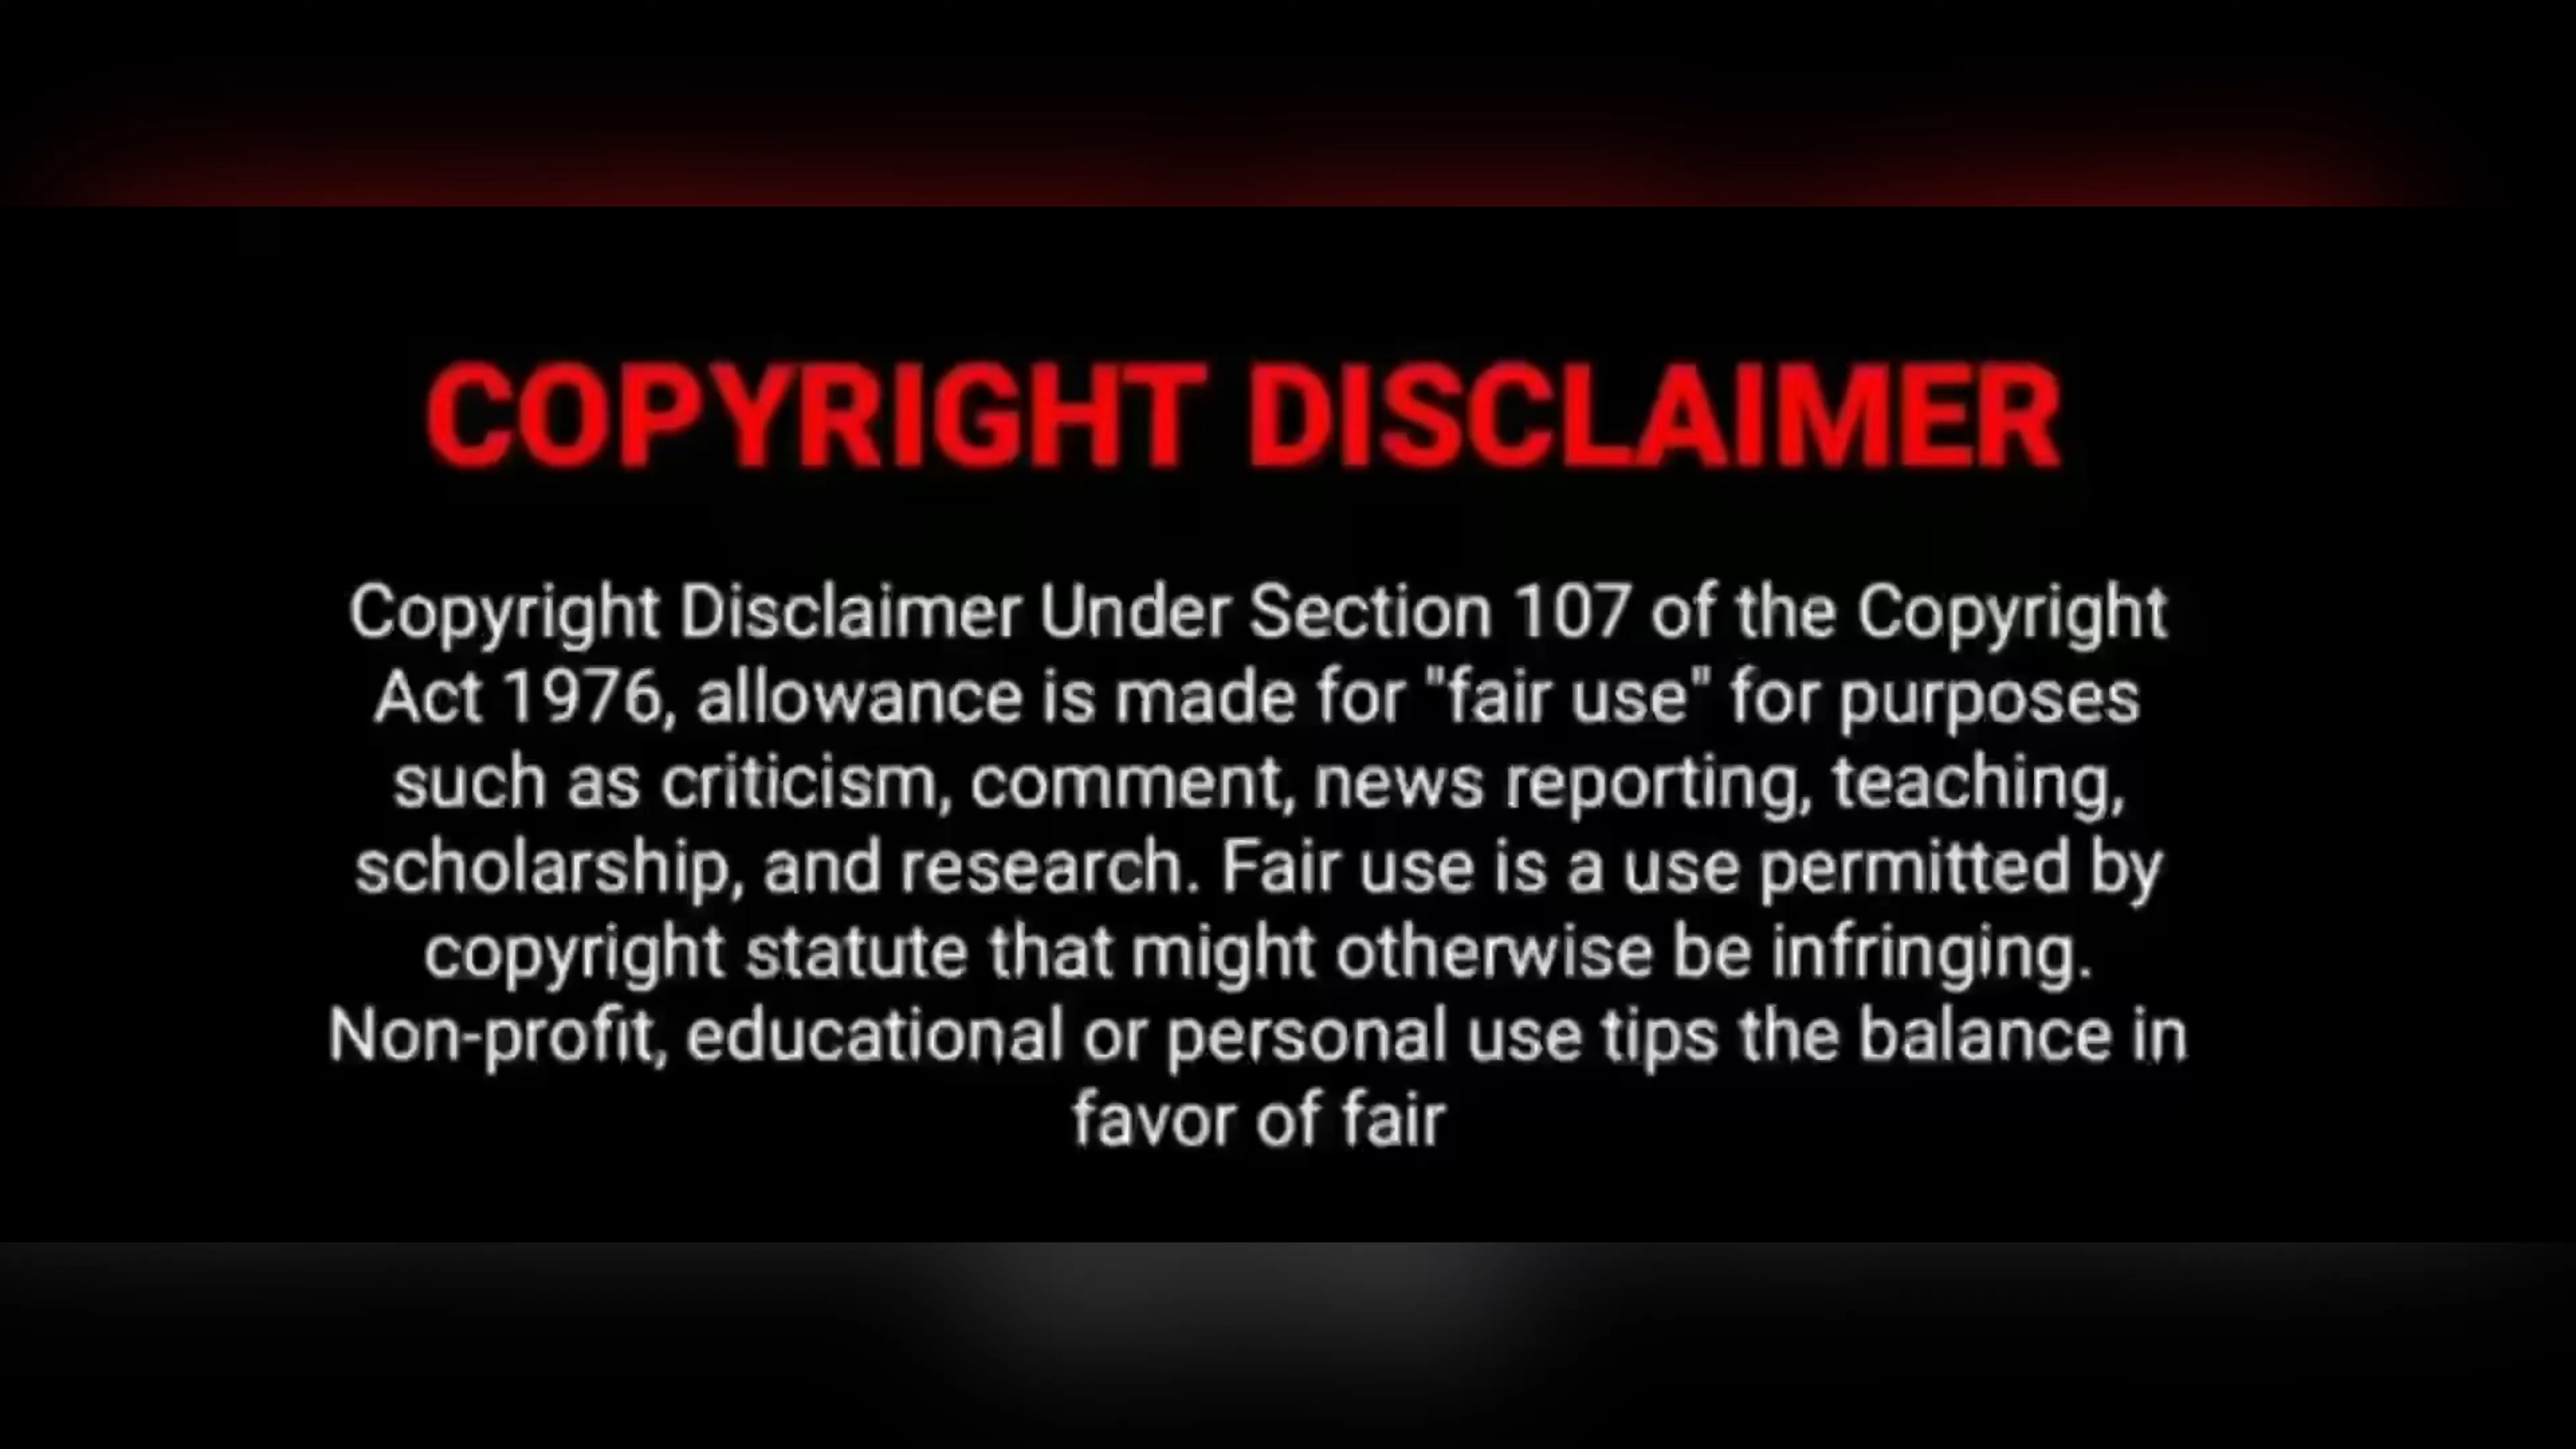 COPYRIGHT DISCLAIMER
Copyright Disclaimer Under Section 107 of the Copyright
Act 1976, allowance is made for "fair use" for purposes
such as criticism, comment, news reporting, teaching,
scholarship, and research. Fair use is a use permitted by
copyright statute that might otherwise be infringing.
Non-profit, educational or personal use tips the balance in
favor of fair